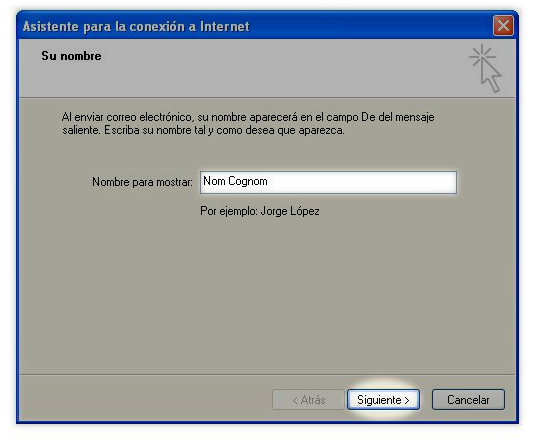 Asistente para la conexión a Internet
Su nombre
Al enviar correo electrónico, su nombre aparecerá en el campo De del mensaje
saliente. Escriba su nombre tal y como desea que aparezca.
Nombre para mostrar: Nom Cognom
Por ejemplo: Jorge López
< Atrás Siguiente > Cancelar